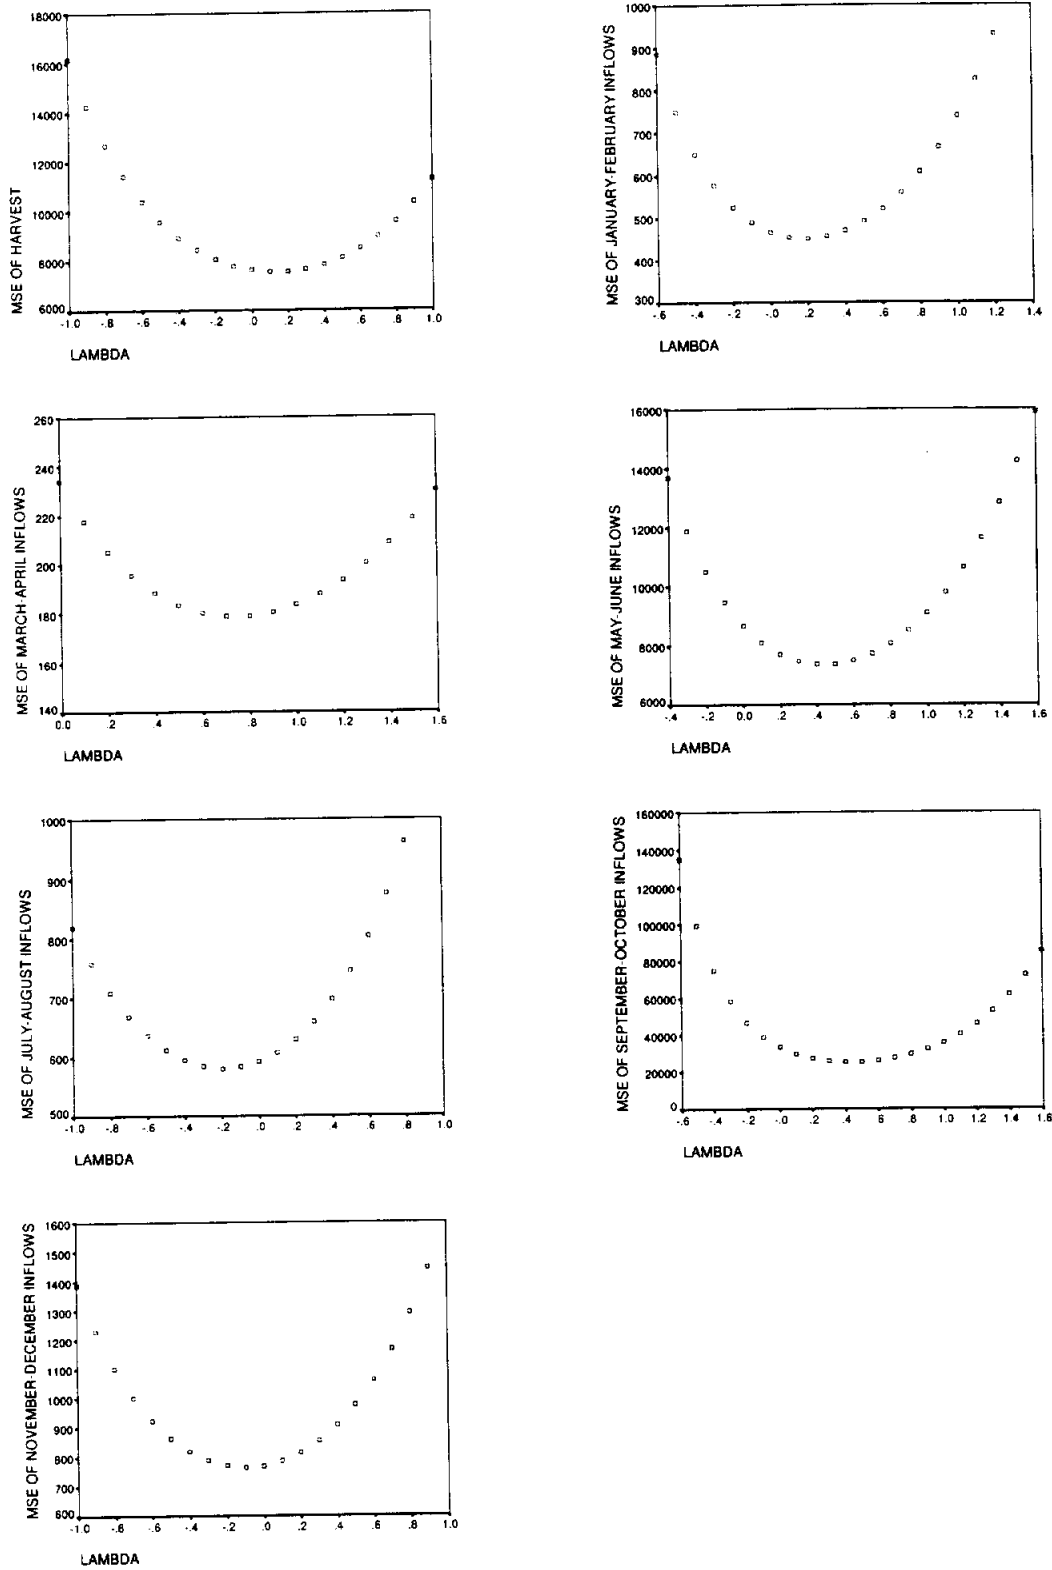 MSE OF HARVEST
18000
16000
14000
12000
10000
8000
6000
-1.0 -.8 -.6 -.4 -.2 .0 .2 .4 .6 .8 1.0
LAMBDA
MSE OF JANUARY-FEBRUARY INFLOWS
1000
900
800
700
600
500
400
300
-.6 -.4 -.2 .0 .2 .4 .6 .8 1.0 1.2 1.4
LAMBDA
MSE OF MARCH-APRIL INFLOWS
260
240
220
200
180
160
140
0.0 .2 .4 .6 .8 1.0 1.2 1.4 1.6
LAMBDA
MSE OF MAY-JUNE INFLOWS
16000
14000
12000
10000
8000
6000
-.4 -.2 0.0 .2 .4 .6 .8 1.0 1.2 1.4 1.6
LAMBDA
MSE OF JULY-AUGUST INFLOWS
1000
900
800
700
600
500
-1.0 -.8 -.6 -.4 -.2 .0 .2 .4 .6 .8 1.0
LAMBDA
MSE OF SEPTEMBER-OCTOBER INFLOWS
160000
140000
120000
100000
80000
60000
40000
20000
0
-.6 -.4 -.2 -.0 .2 .4 .6 .8 1.0 1.2 1.4 1.6
LAMBDA
MSE OF NOVEMBER-DECEMBER INFLOWS
1600
1500
1400
1300
1200
1100
1000
900
800
700
600
-1.0 -.8 -.6 -.4 -.2 .0 .2 .4 .6 .8 1.0
LAMBDA